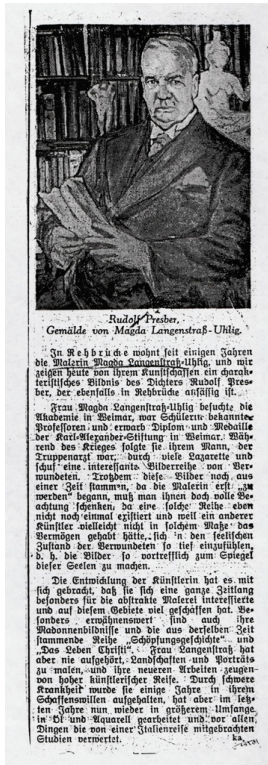 Rudolf Presber,
Gemälde von Magda Langenstraß-Uhlig.
In Rehbrücke wohnt seit einigen Jahren
die Malerin Magda Langenstraß-Uhlig, und wir
zeigen heute von ihrem Kunstschaffen ein charak-
teristisches Bildnis des Dichters Rudolf Pres-
ber, der ebenfalls in Rehbrücke ansässig ist.
Frau Magda Langenstraß-Uhlig besuchte die
Akademie in Weimar, war Schülerin bekannter
Professoren und erwarb Diplom und Medaille
der Karl-Alexander-Stiftung in Weimar. Wäh-
rend des Krieges folgte sie ihrem Mann, der
Truppenarzt war, durch viele Lazarette und
schuf eine interessante Bilderreihe von Ver-
wundeten. Trotzdem diese Bilder noch aus
einer Zeit stammen, da die Malerin erst „zu
werden“ begann, muß man ihnen doch volle Be-
achtung schenken, da eine solche Reihe eben
nicht noch einmal existiert und weil ein anderer
Künstler vielleicht nicht in solchem Maße das
Vermögen gehabt hätte, sich in den seelischen
Zustand der Verwundeten so tief einzufühlen,
d. h. die Bilder so vortrefflich zum Spiegel
dieser Seelen zu machen.
Die Entwicklung der Künstlerin hat es mit
sich gebracht, daß sie sich eine Zeitlang ganz
besonders für die abstrakte Malerei interessierte
und auf diesem Gebiete viel geschaffen hat. Be-
sonders erwähnenswert sind auch ihre
Madonnenbildnisse und die aus derselben Zeit
stammende Reihe „Schöpfungsgeschichte“ und
„Das Leben Christi“. Frau Langenstraß hat
aber nie aufgehört, Landschaften und Porträts
zu malen, und ihre neueren Arbeiten zeugen
von hoher künstlerischer Reife. Durch schwere
Krankheit wurde sie einige Jahre in ihrem
Schaffenswillen aufgehalten, hat aber im letz-
ten Jahre nun wieder in größerem Umfange
in Öl und Aquarell gearbeitet und vor allen
Dingen die von einer Italienreise mitgebrachten
Studien verwertet. ka